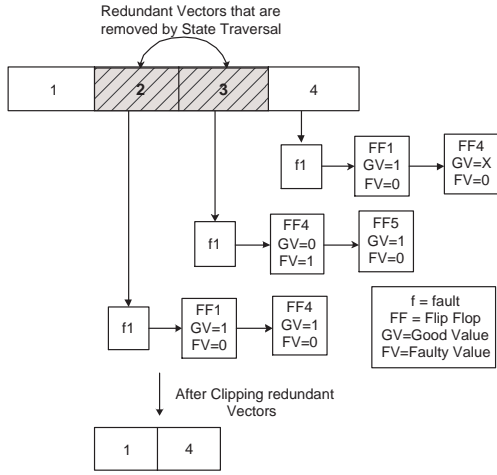 Redundant Vectors that are
removed by State Traversal
1
2
3
4
f1
FF1
GV=1
FV=0
FF4
GV=X
FV=0
f1
FF4
GV=0
FV=1
FF5
GV=1
FV=0
f1
FF1
GV=1
FV=0
FF4
GV=1
FV=0
f = fault
FF = Flip Flop
GV=Good Value
FV=Faulty Value
After Clipping redundant
Vectors
1
4